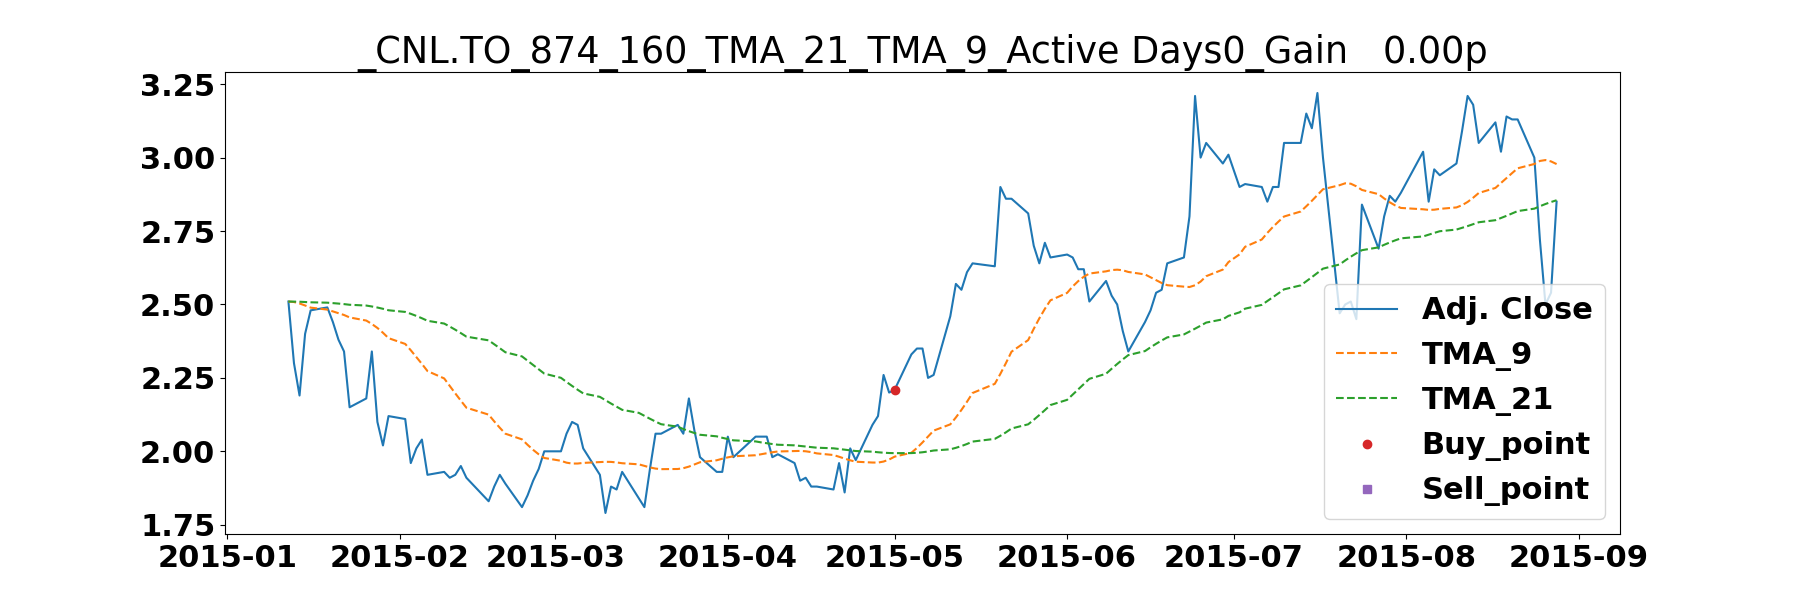 _CNL.TO_874_160_TMA_21_TMA_9_Active Days0_Gain   0.00p
3.25
3.00
2.75
2.50
2.25
2.00
1.75
2015-01 2015-02 2015-03 2015-04 2015-05 2015-06 2015-07 2015-08 2015-09
Adj. Close
TMA_9
TMA_21
Buy_point
Sell_point